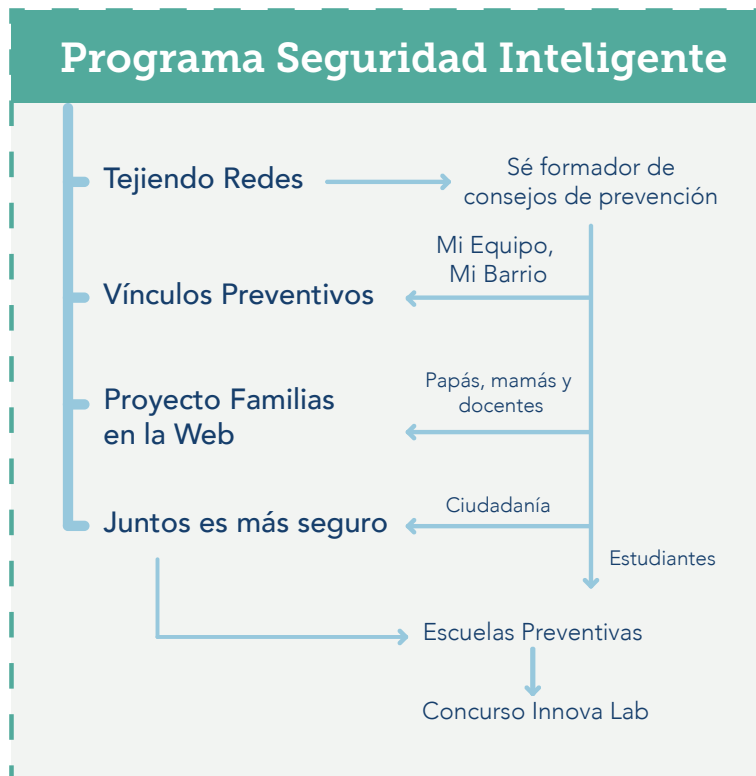 Programa Seguridad Inteligente
Tejiendo Redes
Sé formador de
consejos de prevención
Mi Equipo,
Mi Barrio
Vínculos Preventivos
Papás, mamás y
docentes
Proyecto Familias
en la Web
Ciudadanía
Juntos es más seguro
Estudiantes
Escuelas Preventivas
Concurso Innova Lab